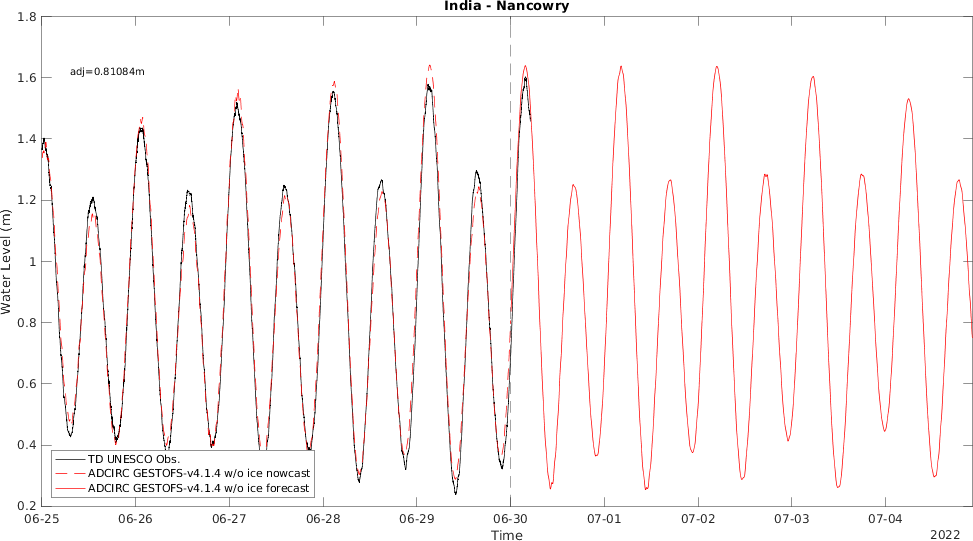 India - Nancowry
adj=0.81084m
1.8
1.6
1.4
1.2
1
0.8
0.6
0.4
0.2
Water Level (m)
TD UNESCO Obs.
ADCIRC GESTOFS-v4.1.4 w/o ice nowcast
ADCIRC GESTOFS-v4.1.4 w/o ice forecast
06-25 06-26 06-27 06-28 06-29 06-30 07-01 07-02 07-03 07-04
Time
2022